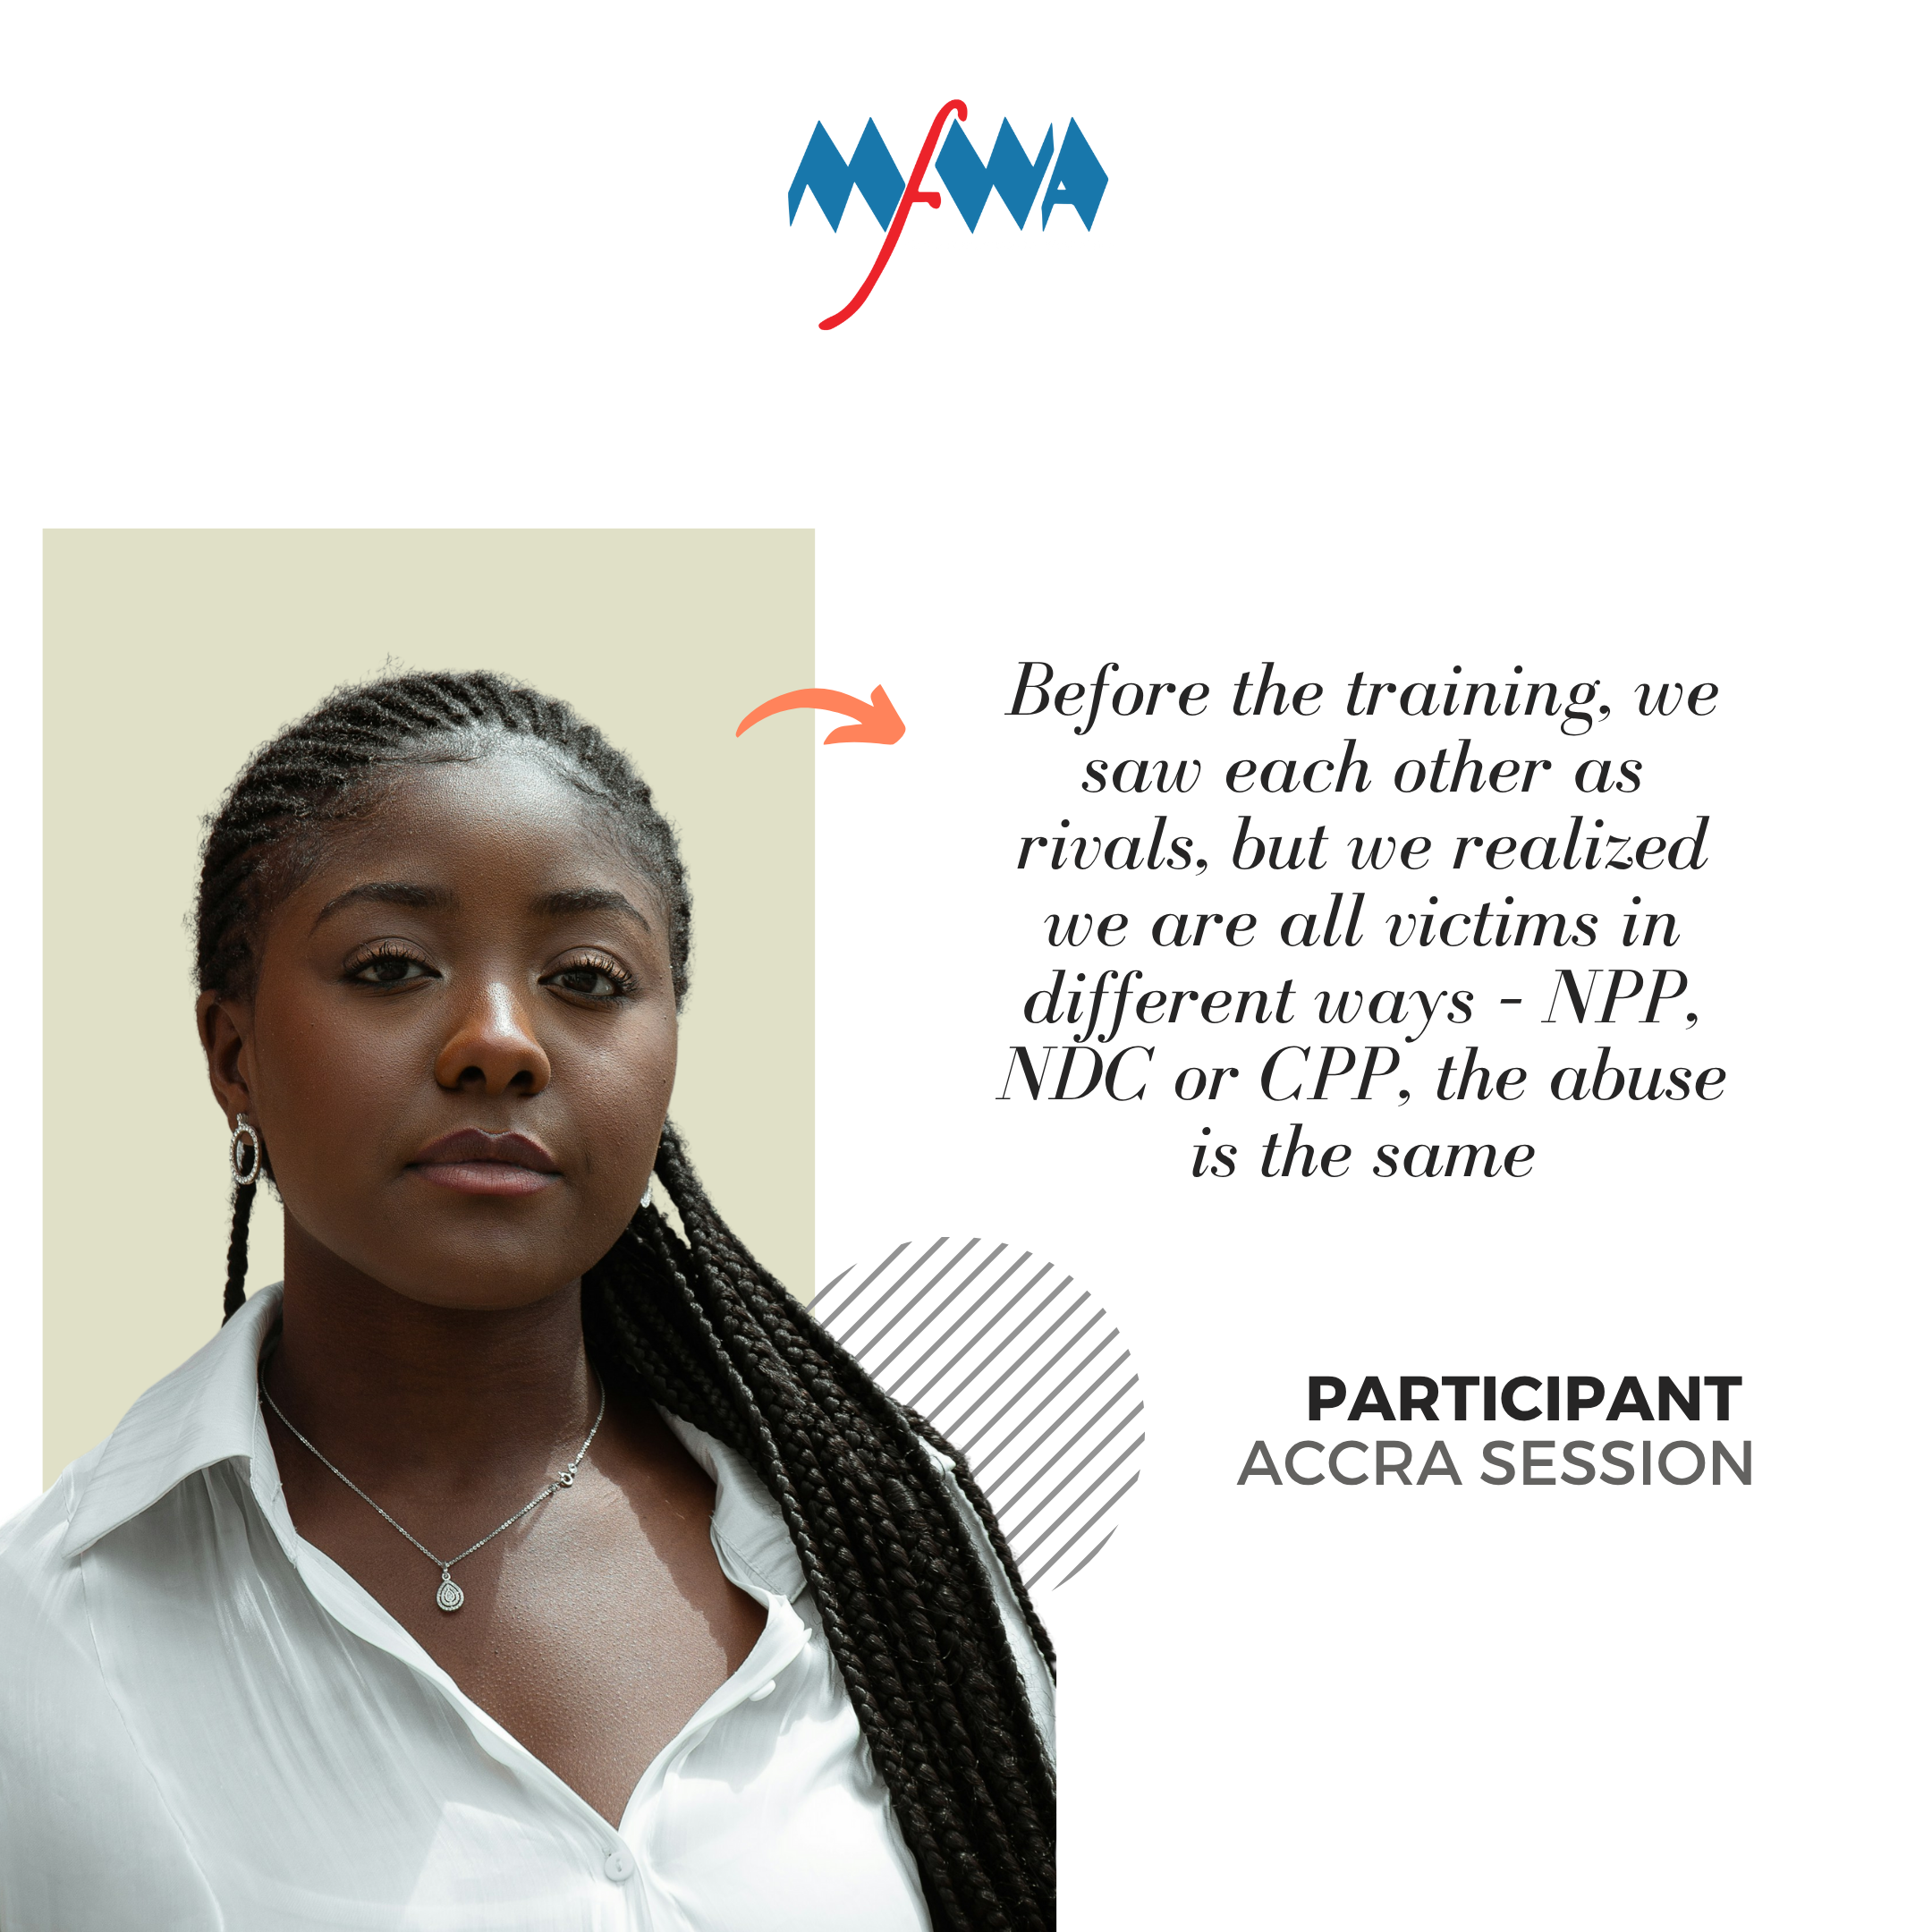 MfWA
Before the training, we
saw each other as
rivals, but we realized
we are all victims in
different ways - NPP,
NDC or CPP, the abuse
is the same
PARTICIPANT
ACCRA SESSION